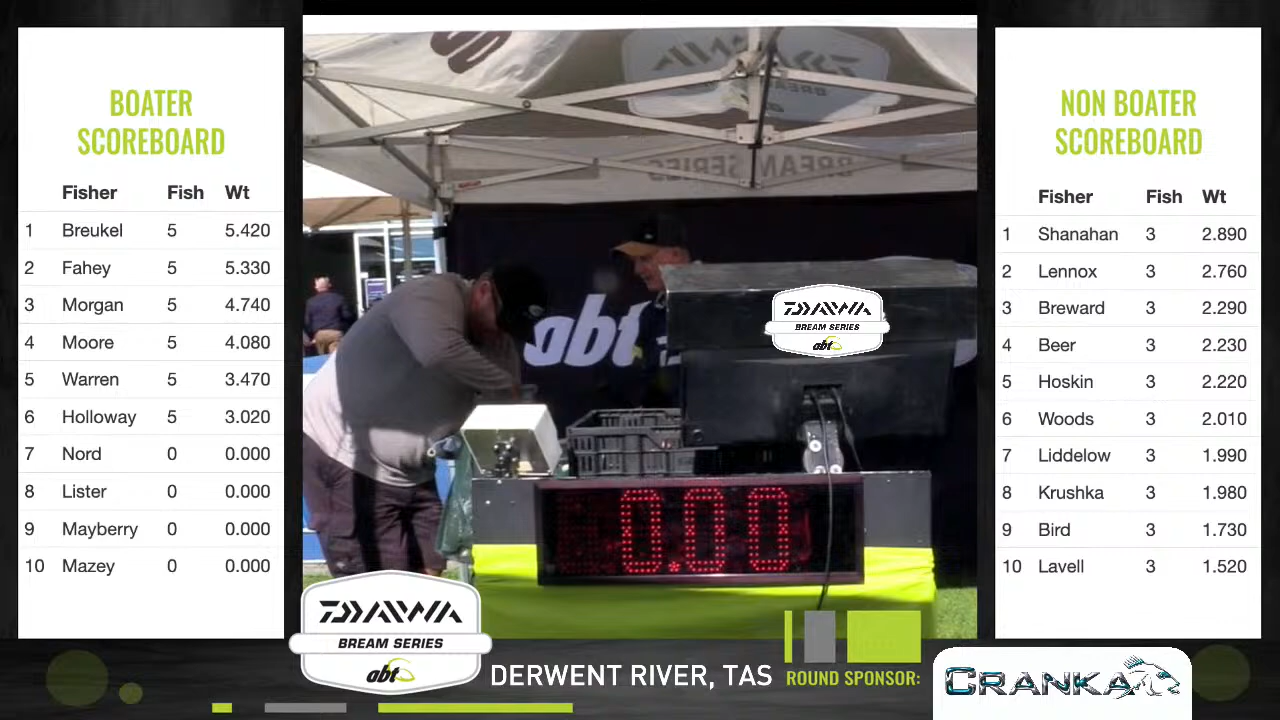 BOATER
SCOREBOARD
Fisher Fish Wt
1 Breukel 5 5.420
2 Fahey 5 5.330
3 Morgan 5 4.740
4 Moore 5 4.080
5 Warren 5 3.470
6 Holloway 5 3.020
7 Nord 0 0.000
8 Lister 0 0.000
9 Mayberry 0 0.000
10 Mazey 0 0.000
BREAM SERIES
abt
DAIWA
BREAM SERIES
abt
0.00
NON BOATER
SCOREBOARD
Fisher Fish Wt
1 Shanahan 3 2.890
2 Lennox 3 2.760
3 Breward 3 2.290
4 Beer 3 2.230
5 Hoskin 3 2.220
6 Woods 3 2.010
7 Liddelow 3 1.990
8 Krushka 3 1.980
9 Bird 3 1.730
10 Lavell 3 1.520
DAIWA
BREAM SERIES
abt
DERWENT RIVER, TAS
ROUND SPONSOR:
CRANKA